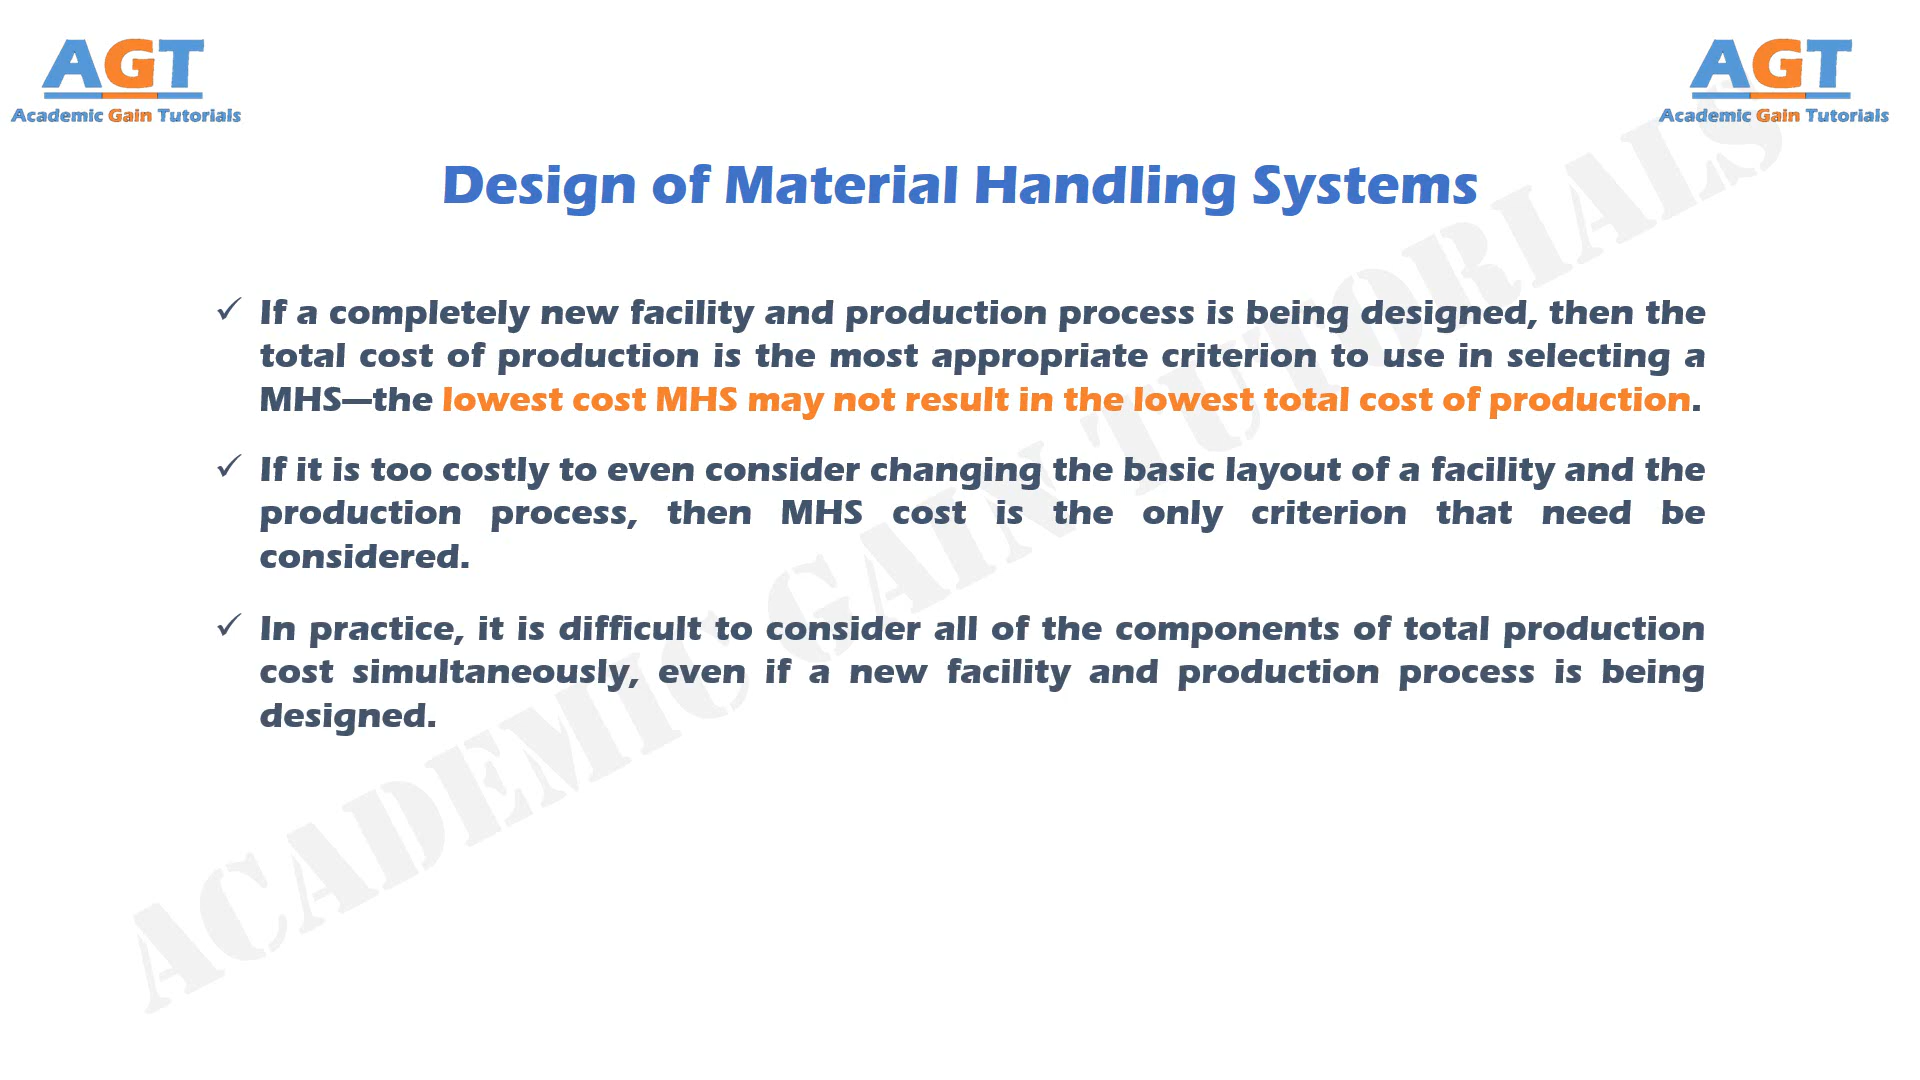 AGT
Academic Gain Tutorials
AGT
Academic Gain Tutorials
Design of Material Handling Systems
✓ If a completely new facility and production process is being designed, then the
total cost of production is the most appropriate criterion to use in selecting a
MHS—the lowest cost MHS may not result in the lowest total cost of production.
✓ If it is too costly to even consider changing the basic layout of a facility and the
production process, then MHS cost is the only criterion that need be
considered.
✓ In practice, it is difficult to consider all of the components of total production
cost simultaneously, even if a new facility and production process is being
designed.
ACADEMIC GAIN TUTORIALS